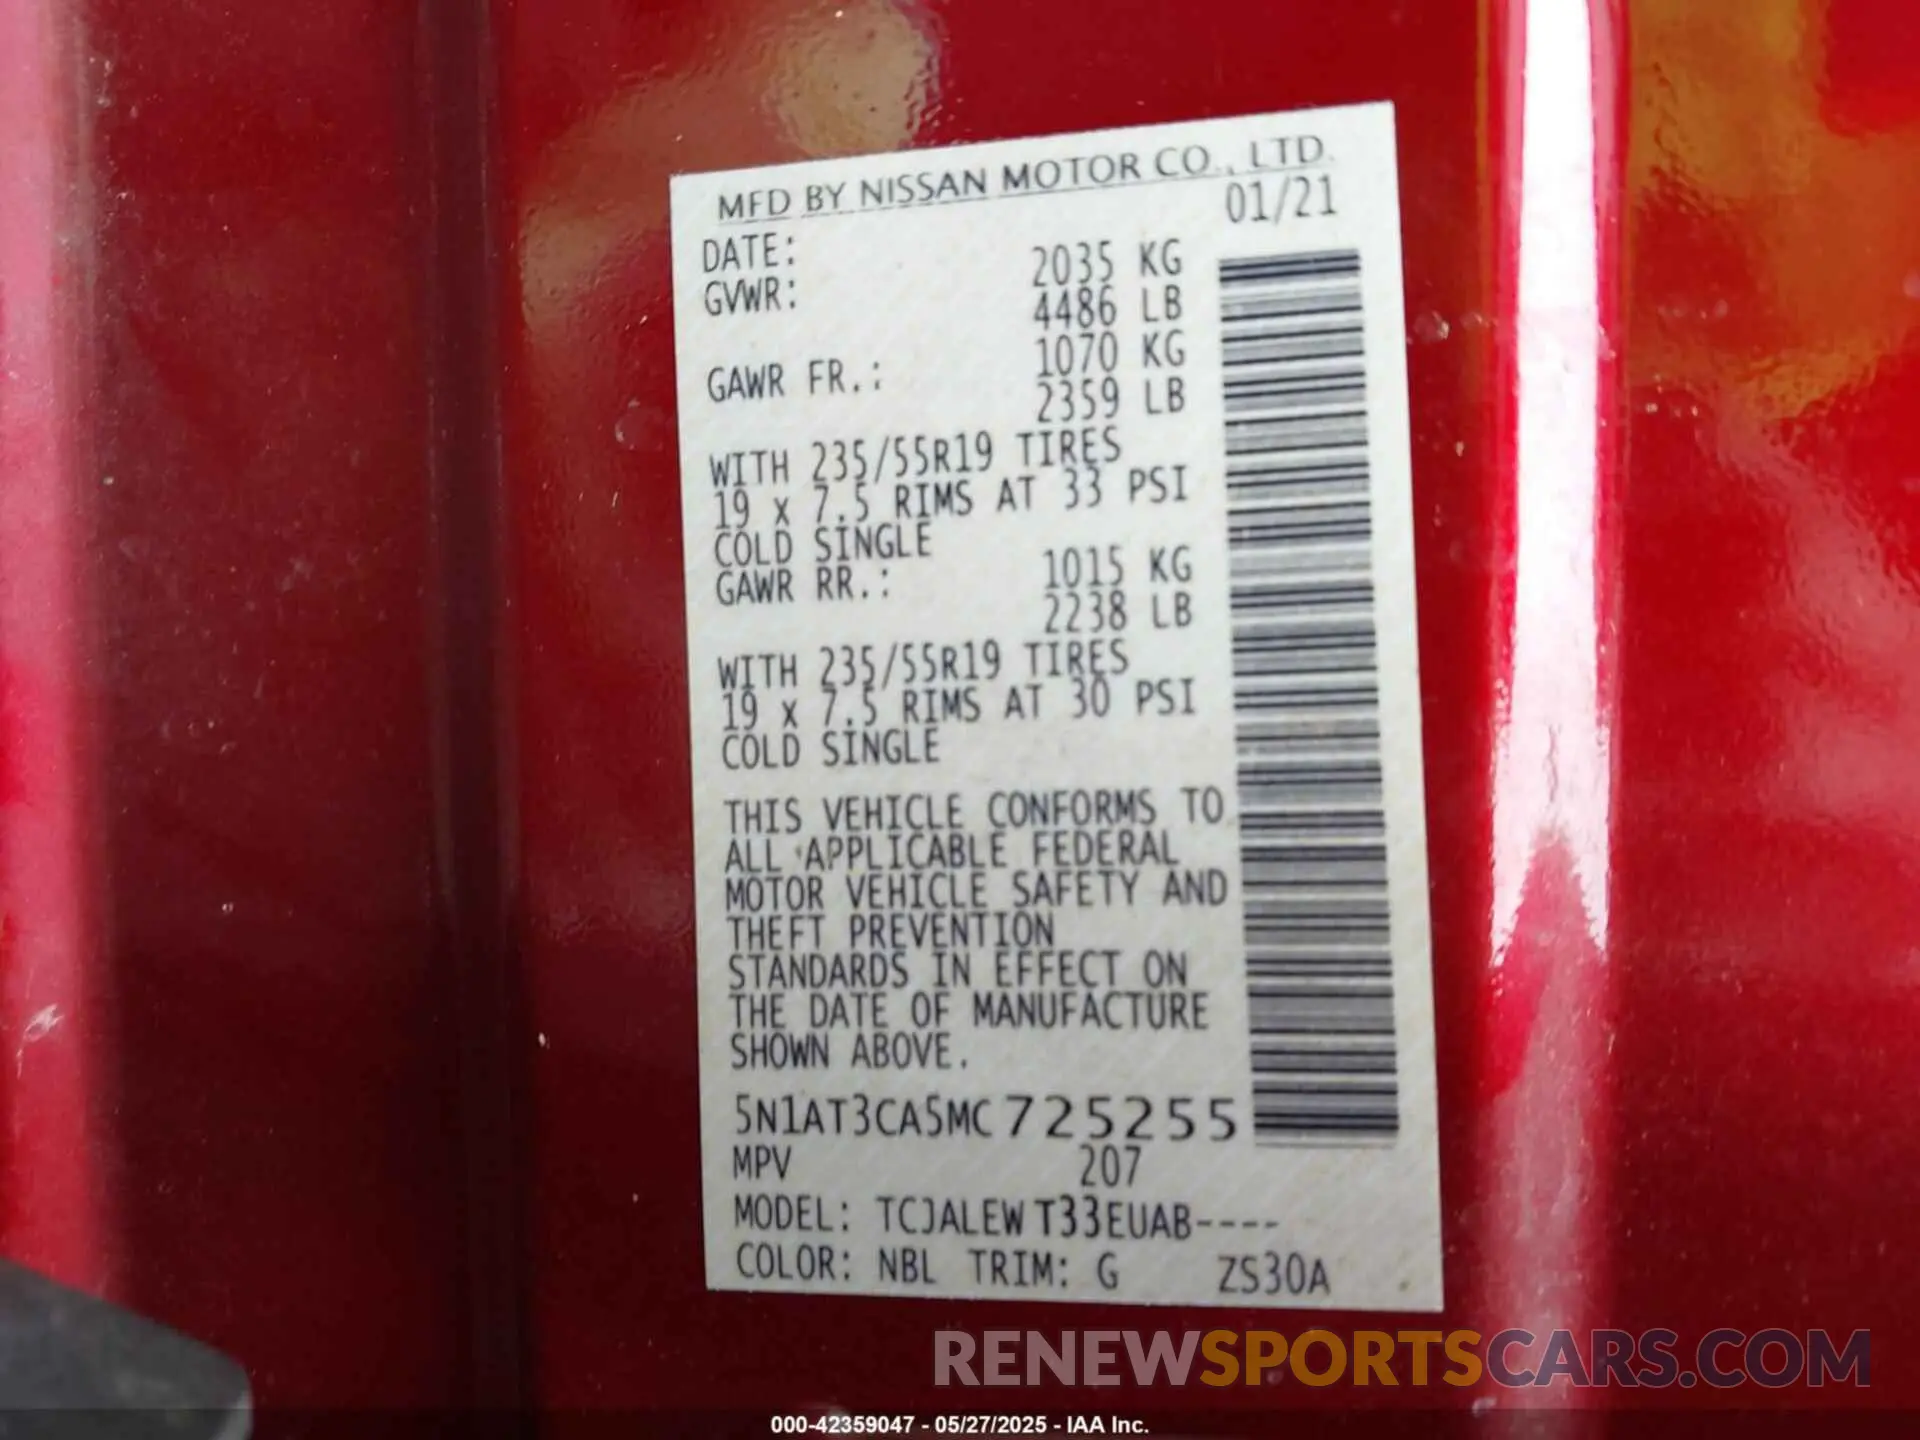 MFD BY NISSAN MOTOR CO., LTD.
DATE: 01/21
GVWR: 2035 KG
4486 LB
GAWR FR.: 1070 KG
2359 LB
WITH 235/55R19 TIRES
19 x 7.5 RIMS AT 33 PSI
COLD SINGLE
GAWR RR.: 1015 KG
2238 LB
WITH 235/55R19 TIRES
19 x 7.5 RIMS AT 30 PSI
COLD SINGLE
THIS VEHICLE CONFORMS TO
ALL APPLICABLE FEDERAL
MOTOR VEHICLE SAFETY AND
THEFT PREVENTION
STANDARDS IN EFFECT ON
THE DATE OF MANUFACTURE
SHOWN ABOVE.
5N1AT3CA5MC725255
MPV 207
MODEL: TCJALEW T33EUAB----
COLOR: NBL TRIM: G ZS30A
RENEWSPORTSCARS.COM
000-42359047 - 05/27/2025 - IAA Inc.